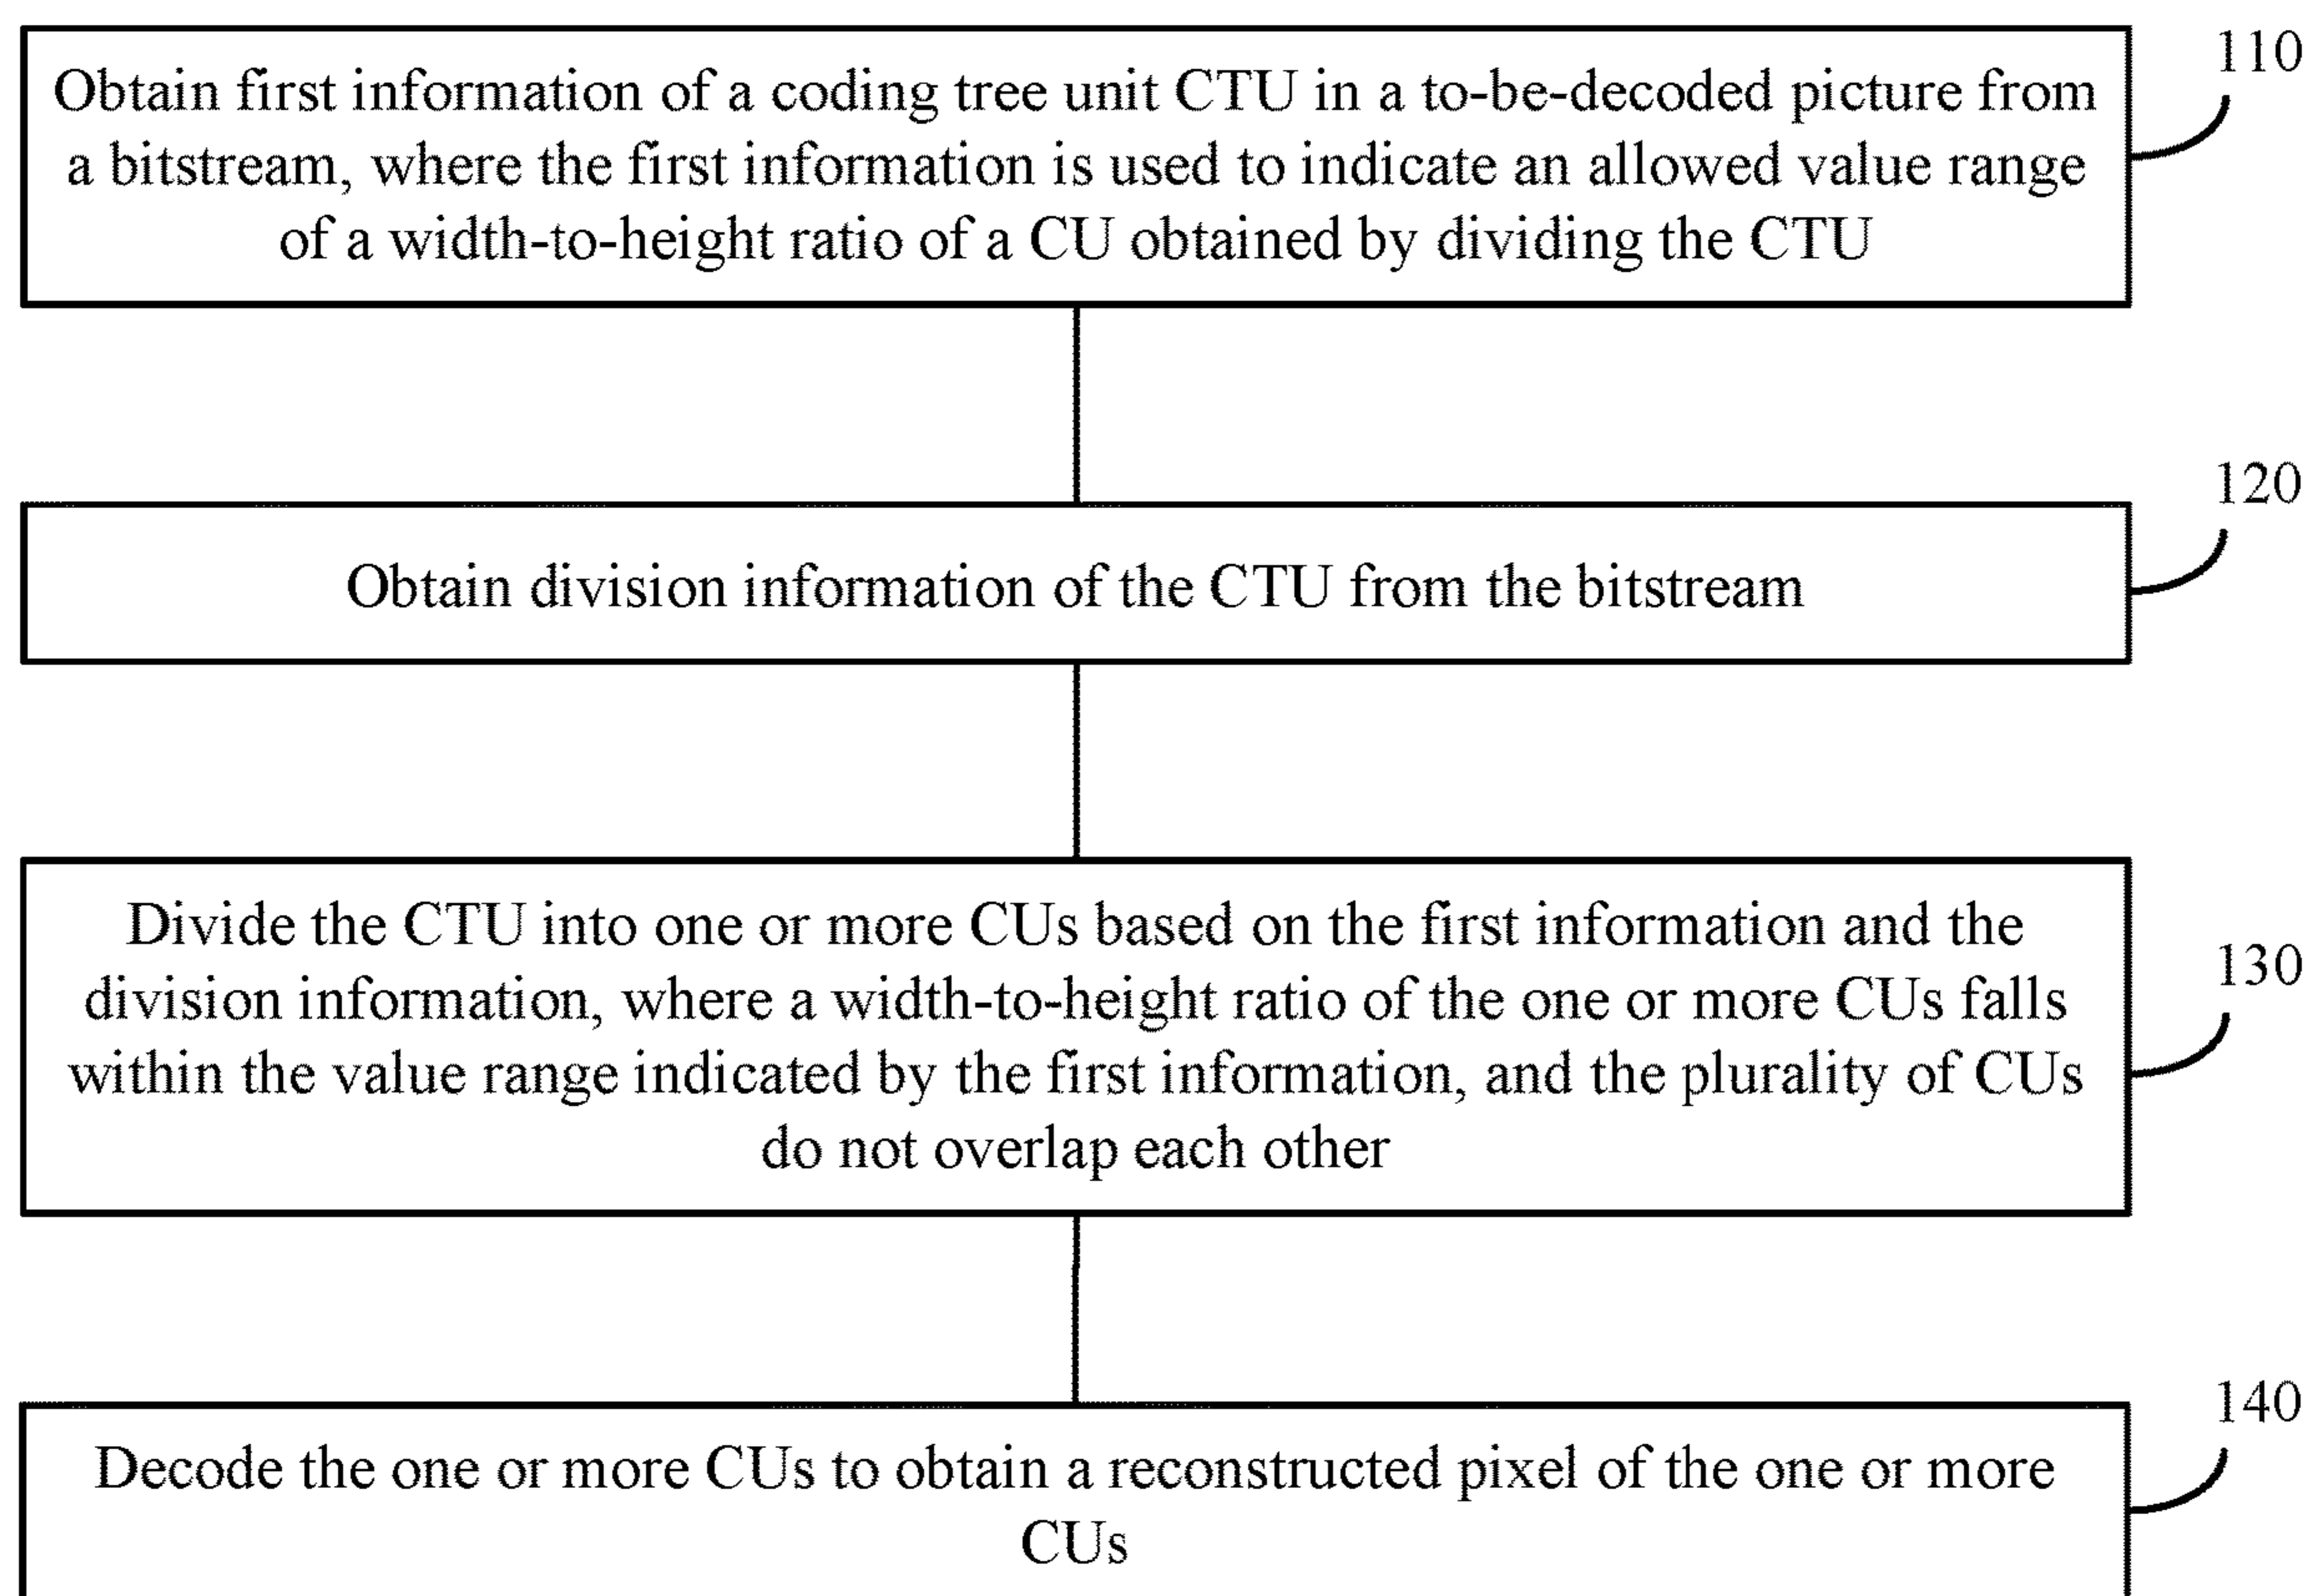 110
Obtain first information of a coding tree unit CTU in a to-be-decoded picture from
a bitstream, where the first information is used to indicate an allowed value range
of a width-to-height ratio of a CU obtained by dividing the CTU
120
Obtain division information of the CTU from the bitstream
130
Divide the CTU into one or more CUs based on the first information and the
division information, where a width-to-height ratio of the one or more CUs falls
within the value range indicated by the first information, and the plurality of CUs
do not overlap each other
140
Decode the one or more CUs to obtain a reconstructed pixel of the one or more
CUs